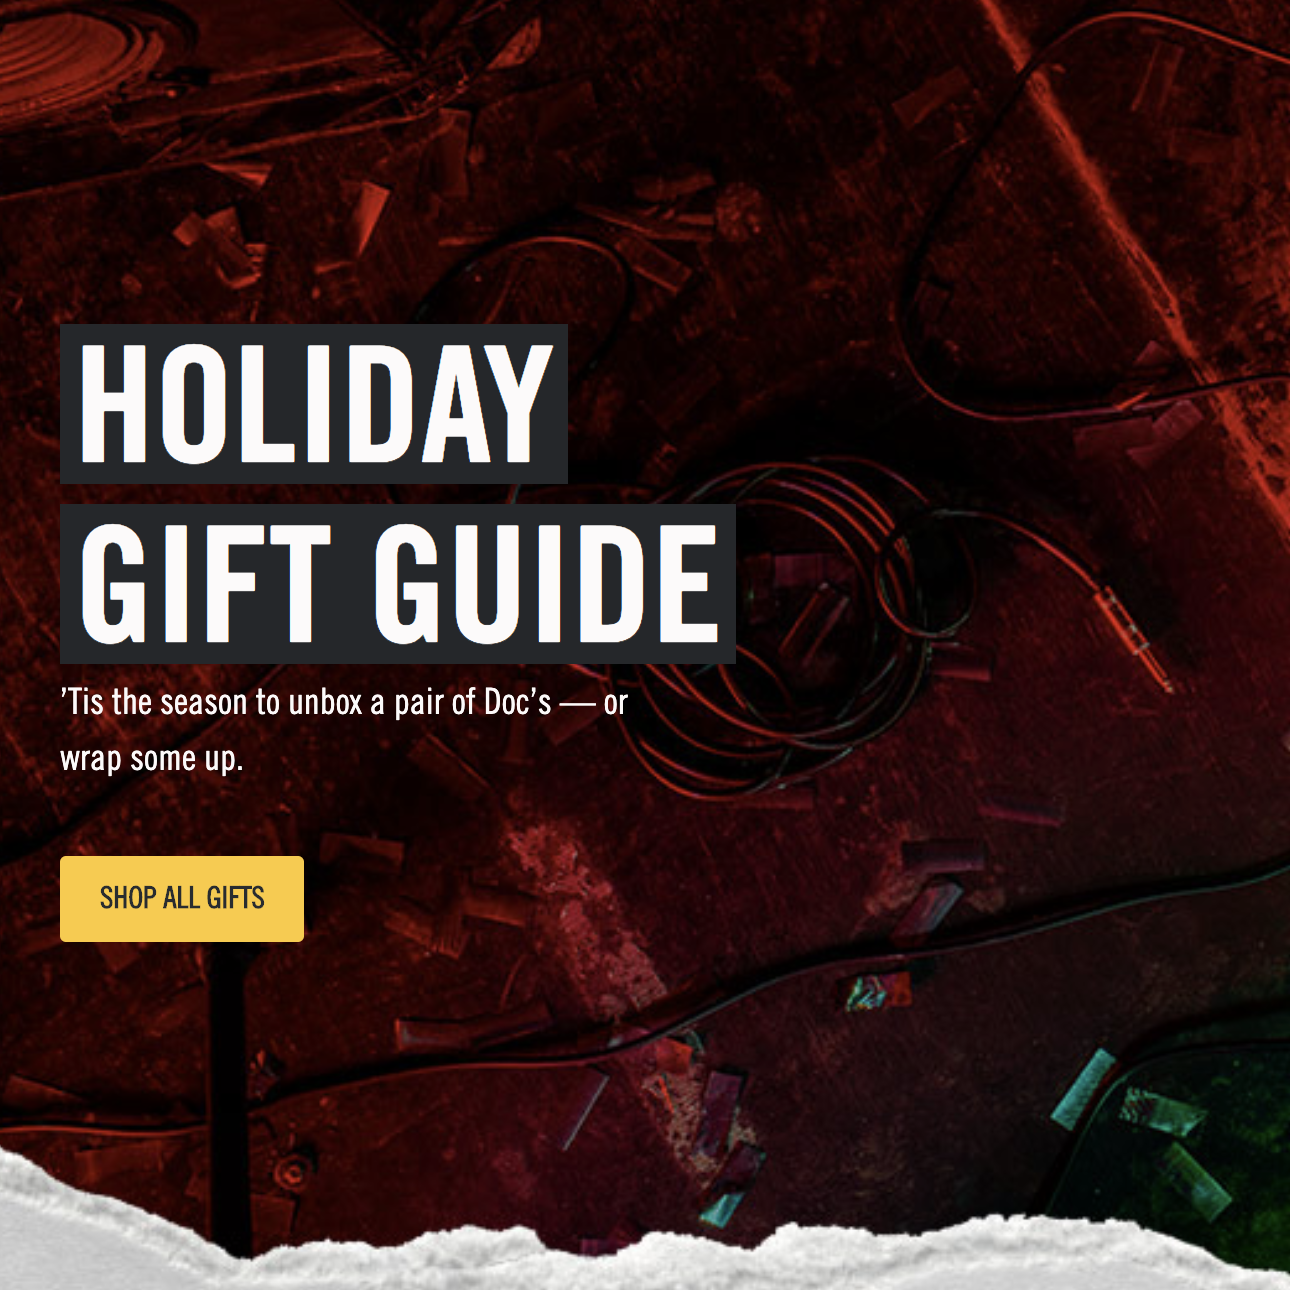 HOLIDAY
GIFT GUIDE
’Tis the season to unbox a pair of Doc’s — or
wrap some up.
SHOP ALL GIFTS